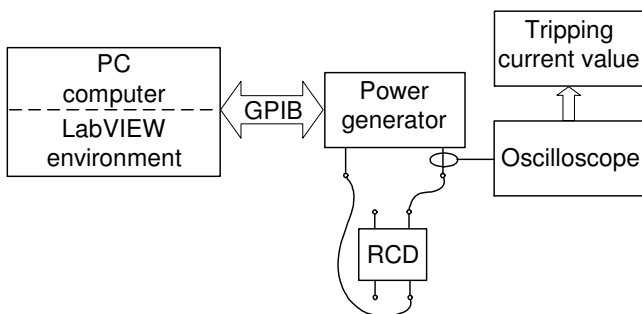 PC
computer
LabVIEW
environment
GPIB
Power
generator
Tripping
current value
Oscilloscope
RCD